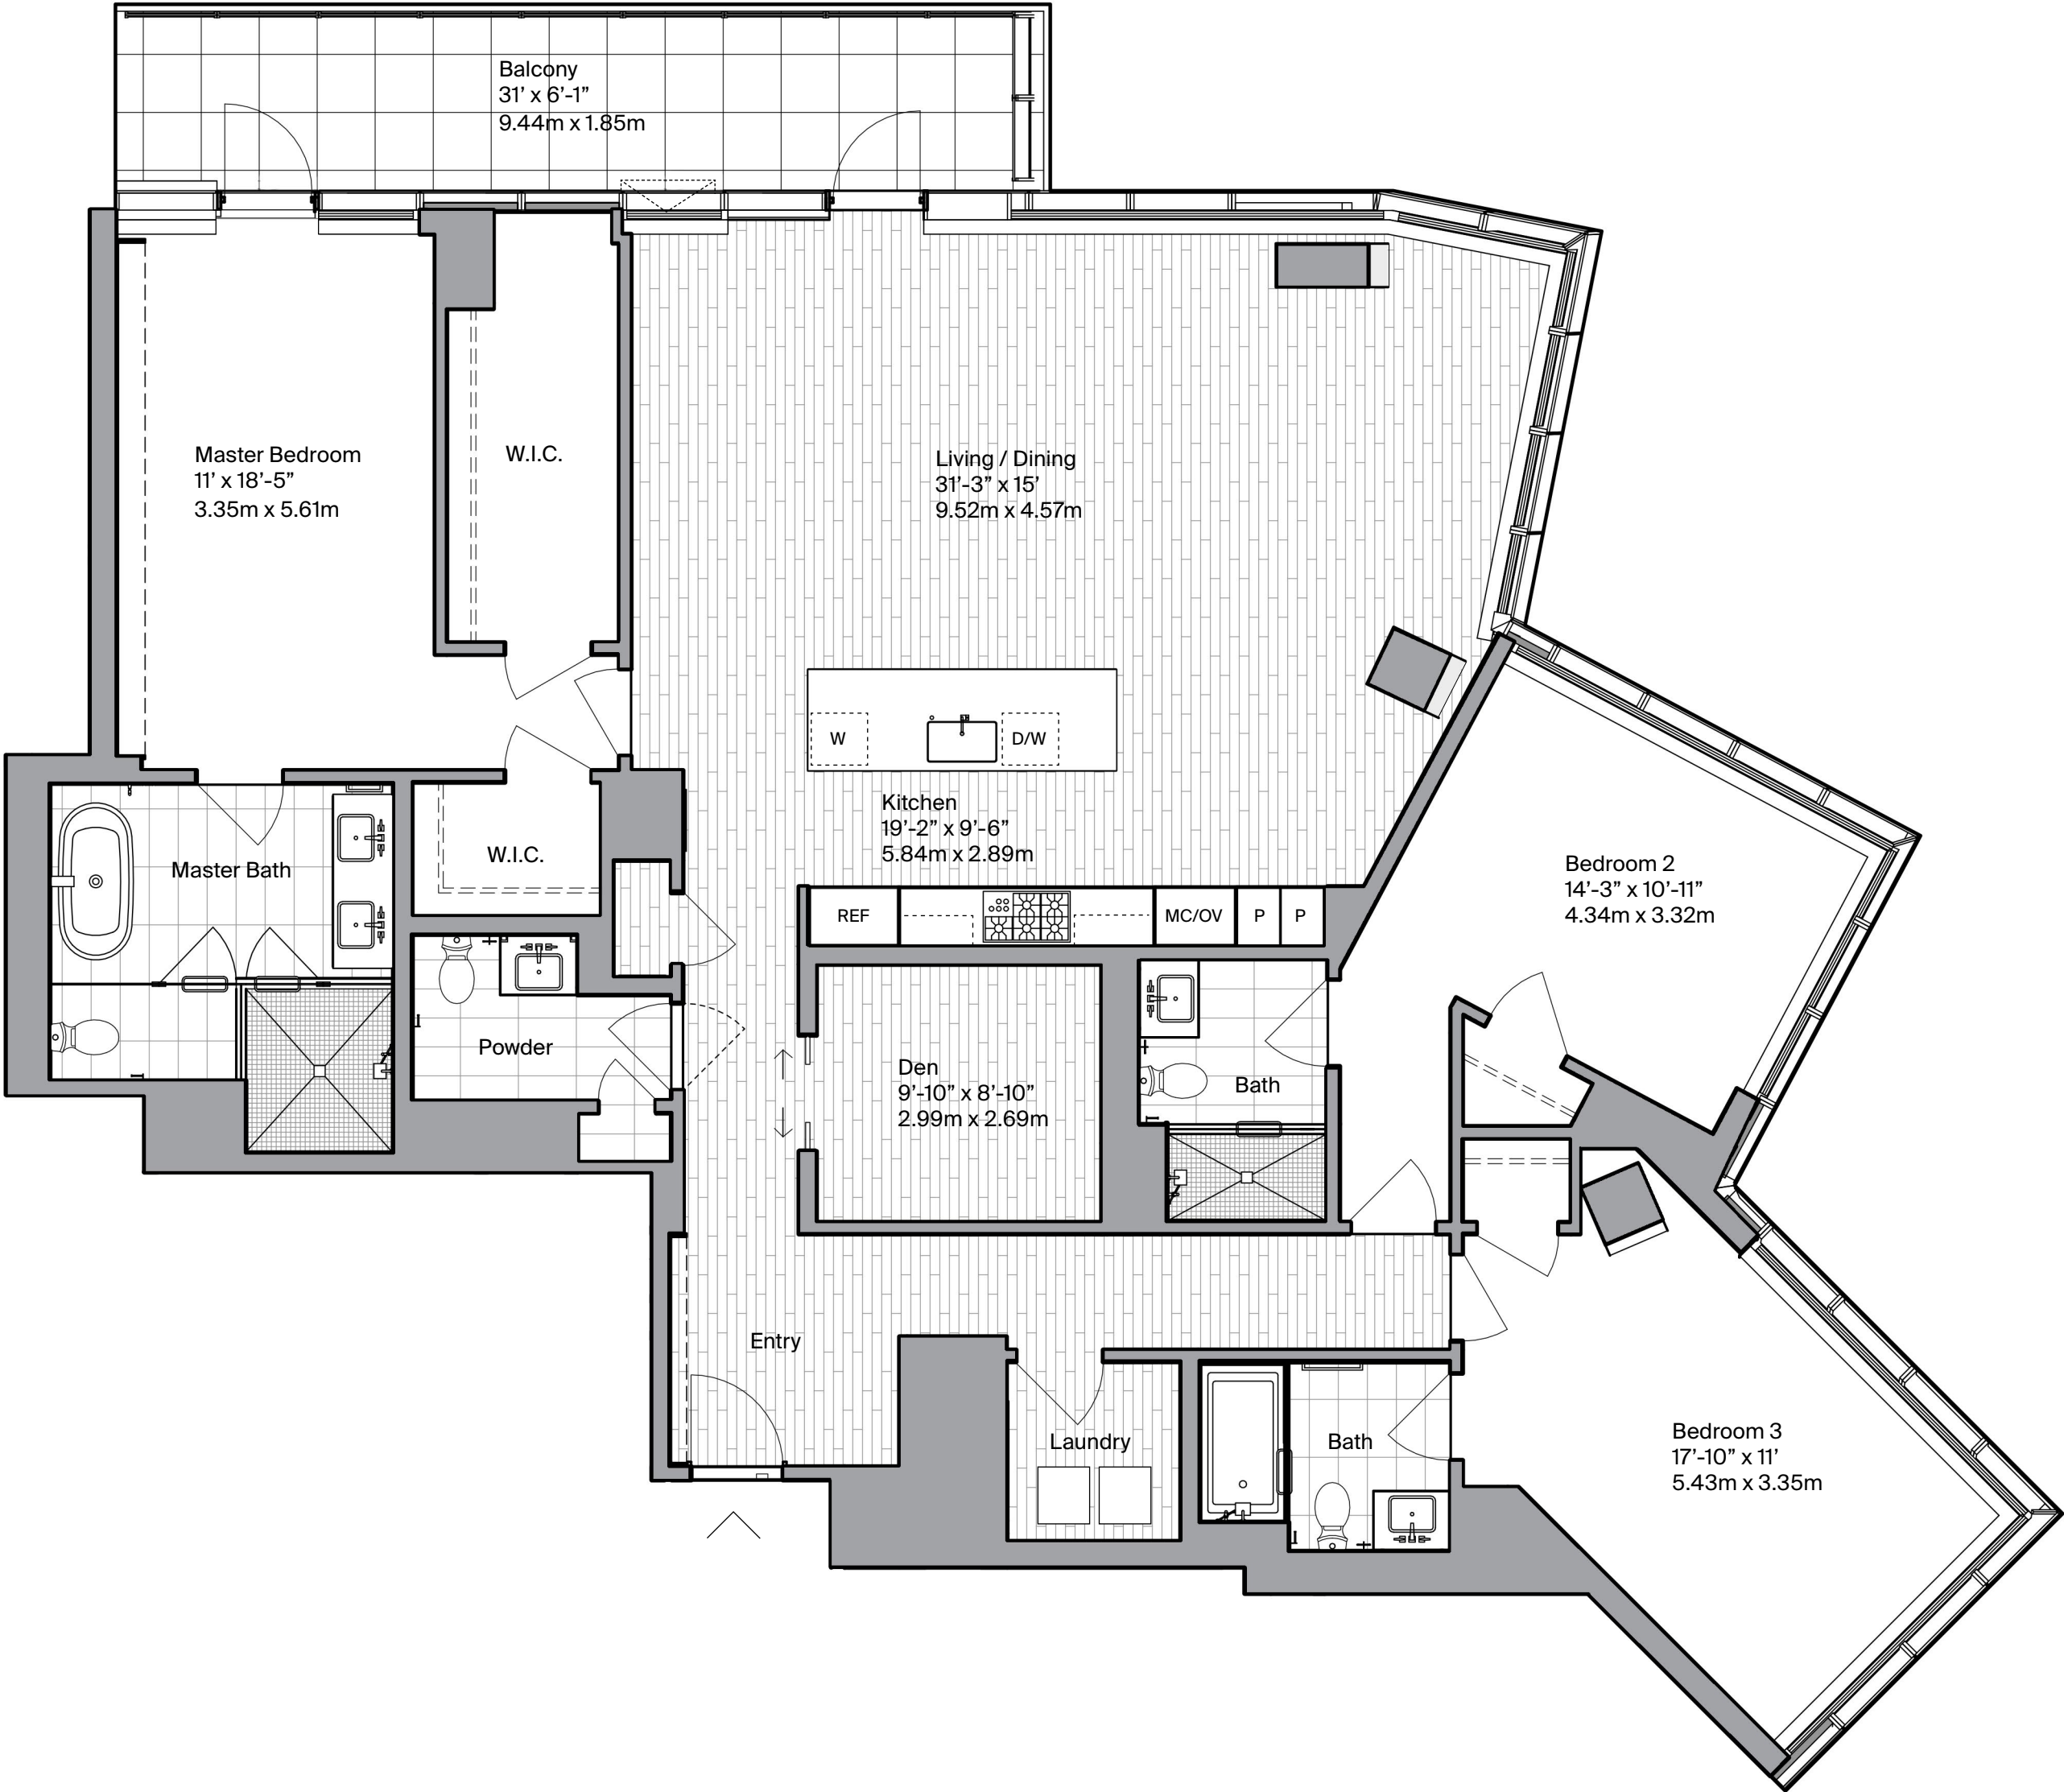 Balcony
31’ x 6’-1”
9.44m x 1.85m
Master Bedroom
11’ x 18’-5”
3.35m x 5.61m
W.I.C.
Living / Dining
31’-3” x 15’
9.52m x 4.57m
W
D/W
Kitchen
19’-2” x 9’-6”
5.84m x 2.89m
Master Bath
W.I.C.
REF
MC/OV
P
P
Bedroom 2
14’-3” x 10’-11”
4.34m x 3.32m
Powder
Den
9’-10” x 8’-10”
2.99m x 2.69m
Bath
Entry
Laundry
Bath
Bedroom 3
17’-10” x 11’
5.43m x 3.35m